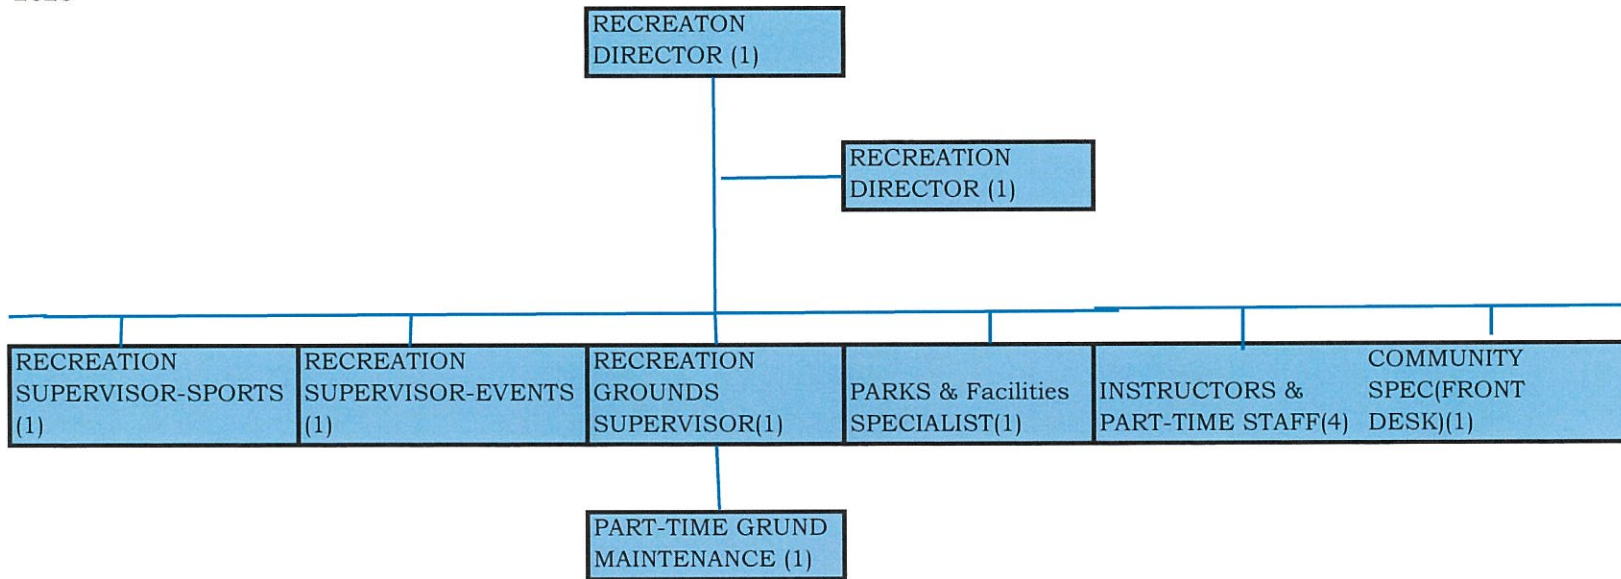 RECREATON
DIRECTOR (1)
RECREATION
DIRECTOR (1)
RECREATION
SUPERVISOR-SPORTS
(1)
RECREATION
SUPERVISOR-EVENTS
(1)
RECREATION
GROUNDS
SUPERVISOR(1)
PARKS & Facilities
SPECIALIST(1)
INSTRUCTORS &
PART-TIME STAFF(4)
COMMUNITY
SPEC(FRONT
DESK)(1)
PART-TIME GRUND
MAINTENANCE (1)